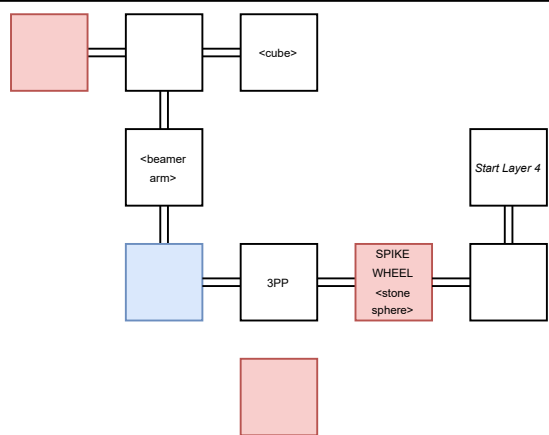 <cube>
<beamer
arm>
Start Layer 4
3PP
SPIKE
WHEEL
<stone
sphere>